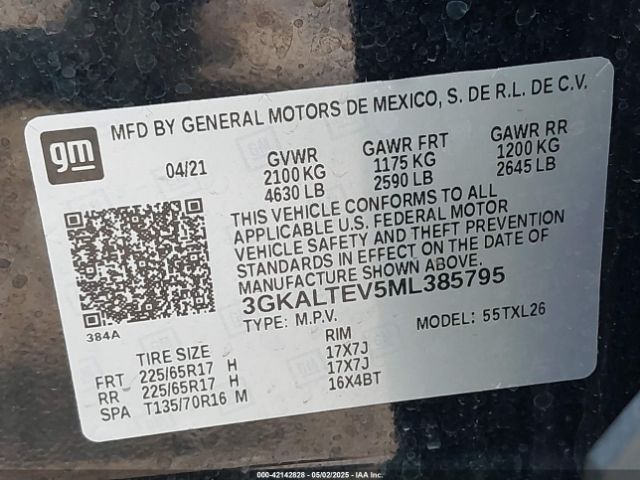 gm
MFD BY GENERAL MOTORS DE MEXICO, S. DE R.L. DE C.V.
04/21
GVWR
2100 KG
4630 LB
GAWR FRT
1175 KG
2590 LB
GAWR RR
1200 KG
2645 LB
THIS VEHICLE CONFORMS TO ALL
APPLICABLE U.S. FEDERAL MOTOR
VEHICLE SAFETY AND THEFT PREVENTION
STANDARDS IN EFFECT ON THE DATE OF
MANUFACTURE SHOWN ABOVE.
3GKALTEV5ML385795
TYPE: M.P.V.
MODEL: 55TXL26
384A
TIRE SIZE
RIM
FRT 225/65R17 H 17X7J
RR 225/65R17 H 17X7J
SPA T135/70R16 M 16X4BT
000-42142828 - 05/02/2025 - IAA HOLDINGS, LLC